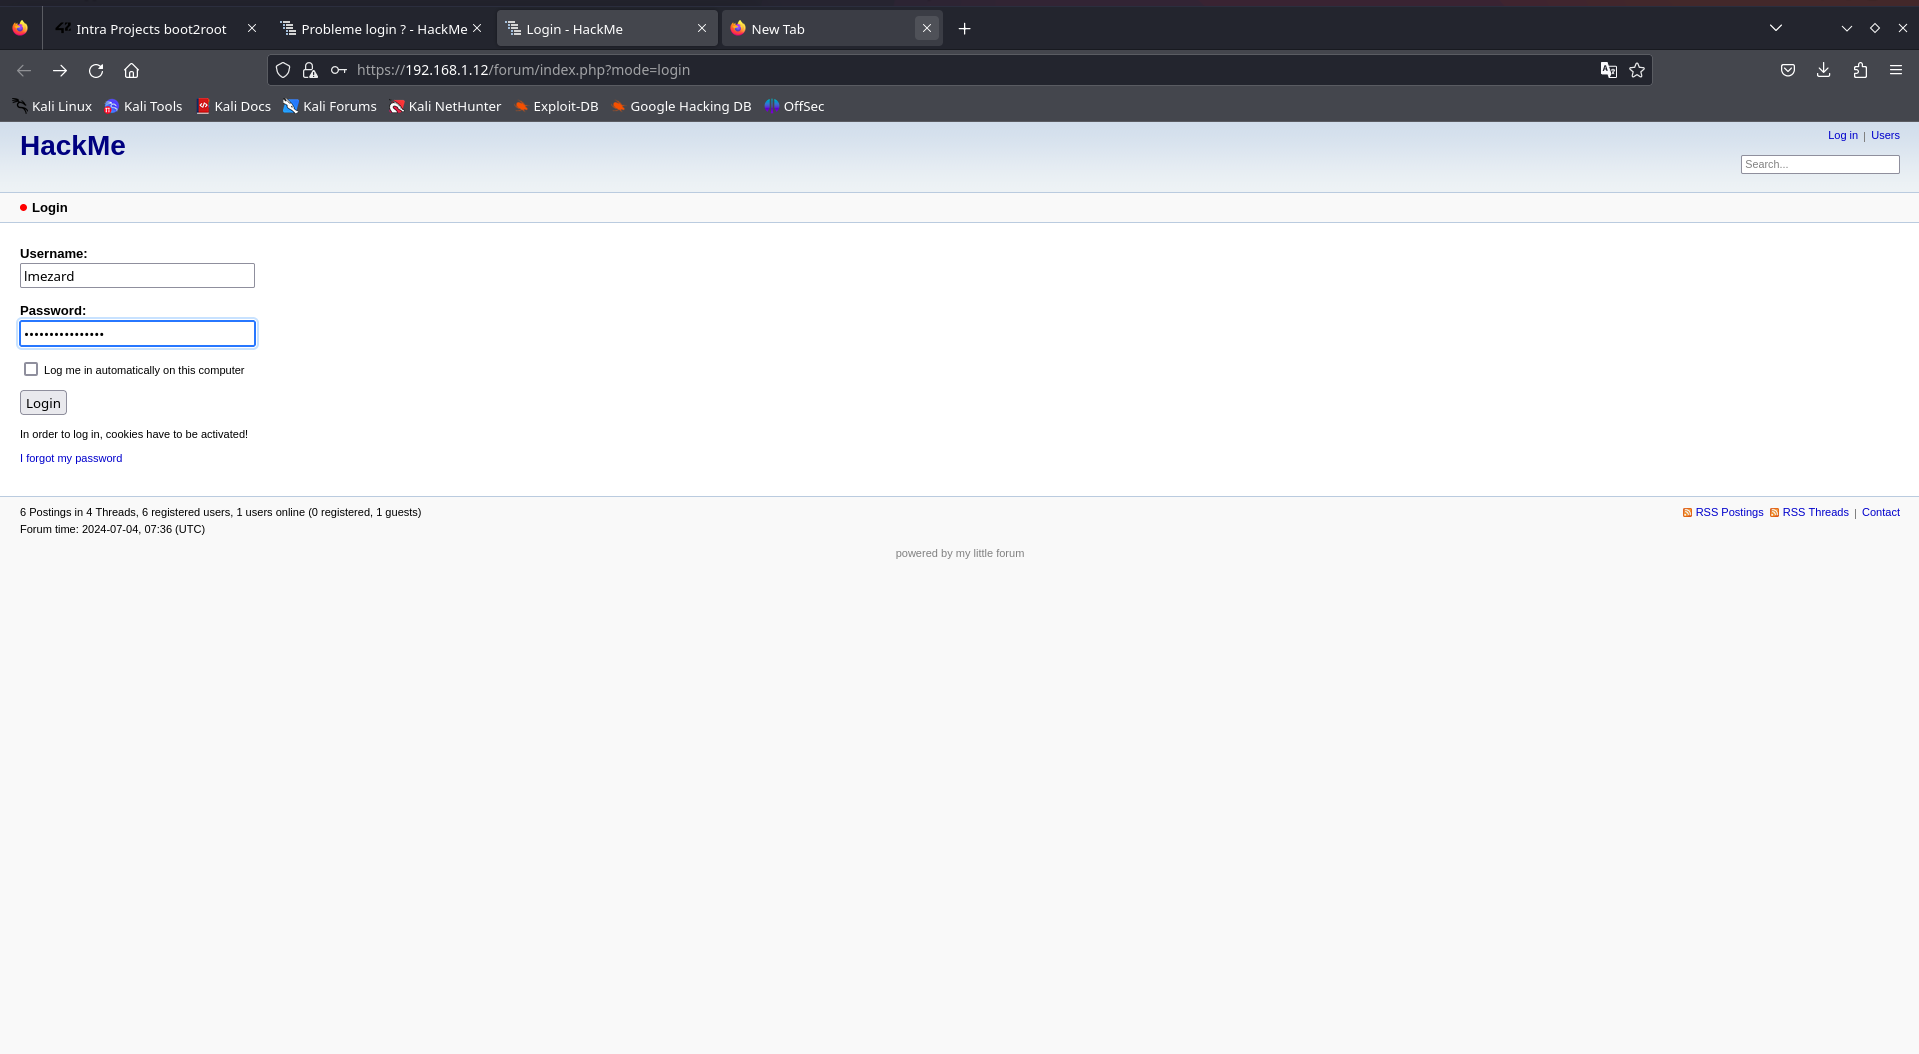 Intra Projects boot2root
Probleme login ? - HackMe
Login - HackMe
New Tab
https://192.168.1.12/forum/index.php?mode=login
Kali Linux
Kali Tools
Kali Docs
Kali Forums
Kali NetHunter
Exploit-DB
Google Hacking DB
OffSec
HackMe
Log in | Users
Search...
Login
Username:
lmezard
Password:
••••••••••••••••
Log me in automatically on this computer
Login
In order to log in, cookies have to be activated!
I forgot my password
6 Postings in 4 Threads, 6 registered users, 1 users online (0 registered, 1 guests)
Forum time: 2024-07-04, 07:36 (UTC)
RSS Postings RSS Threads | Contact
powered by my little forum